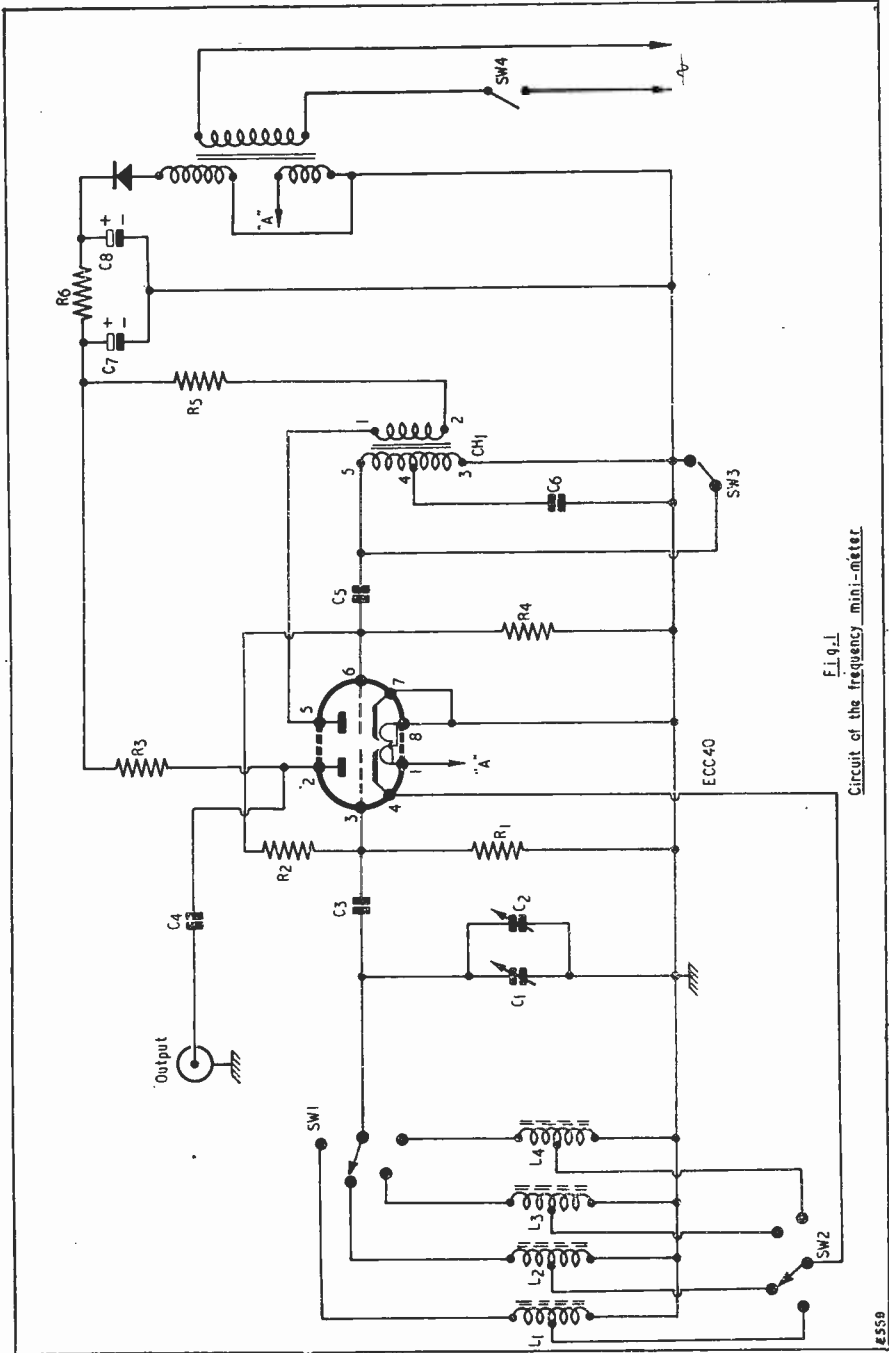 Output
C4
R3
R6
C7
+
−
C8
+
−
SW4
"A"
R5
R2
2
5
1
2
5
4
3
CH1
SW1
C3
3
6
C5
4
1
8
7
"A"
R1
R4
C6
C1
C2
L1
L2
L3
L4
ECC40
SW3
SW2
Fig.1
Circuit of the frequency mini-meter
E559